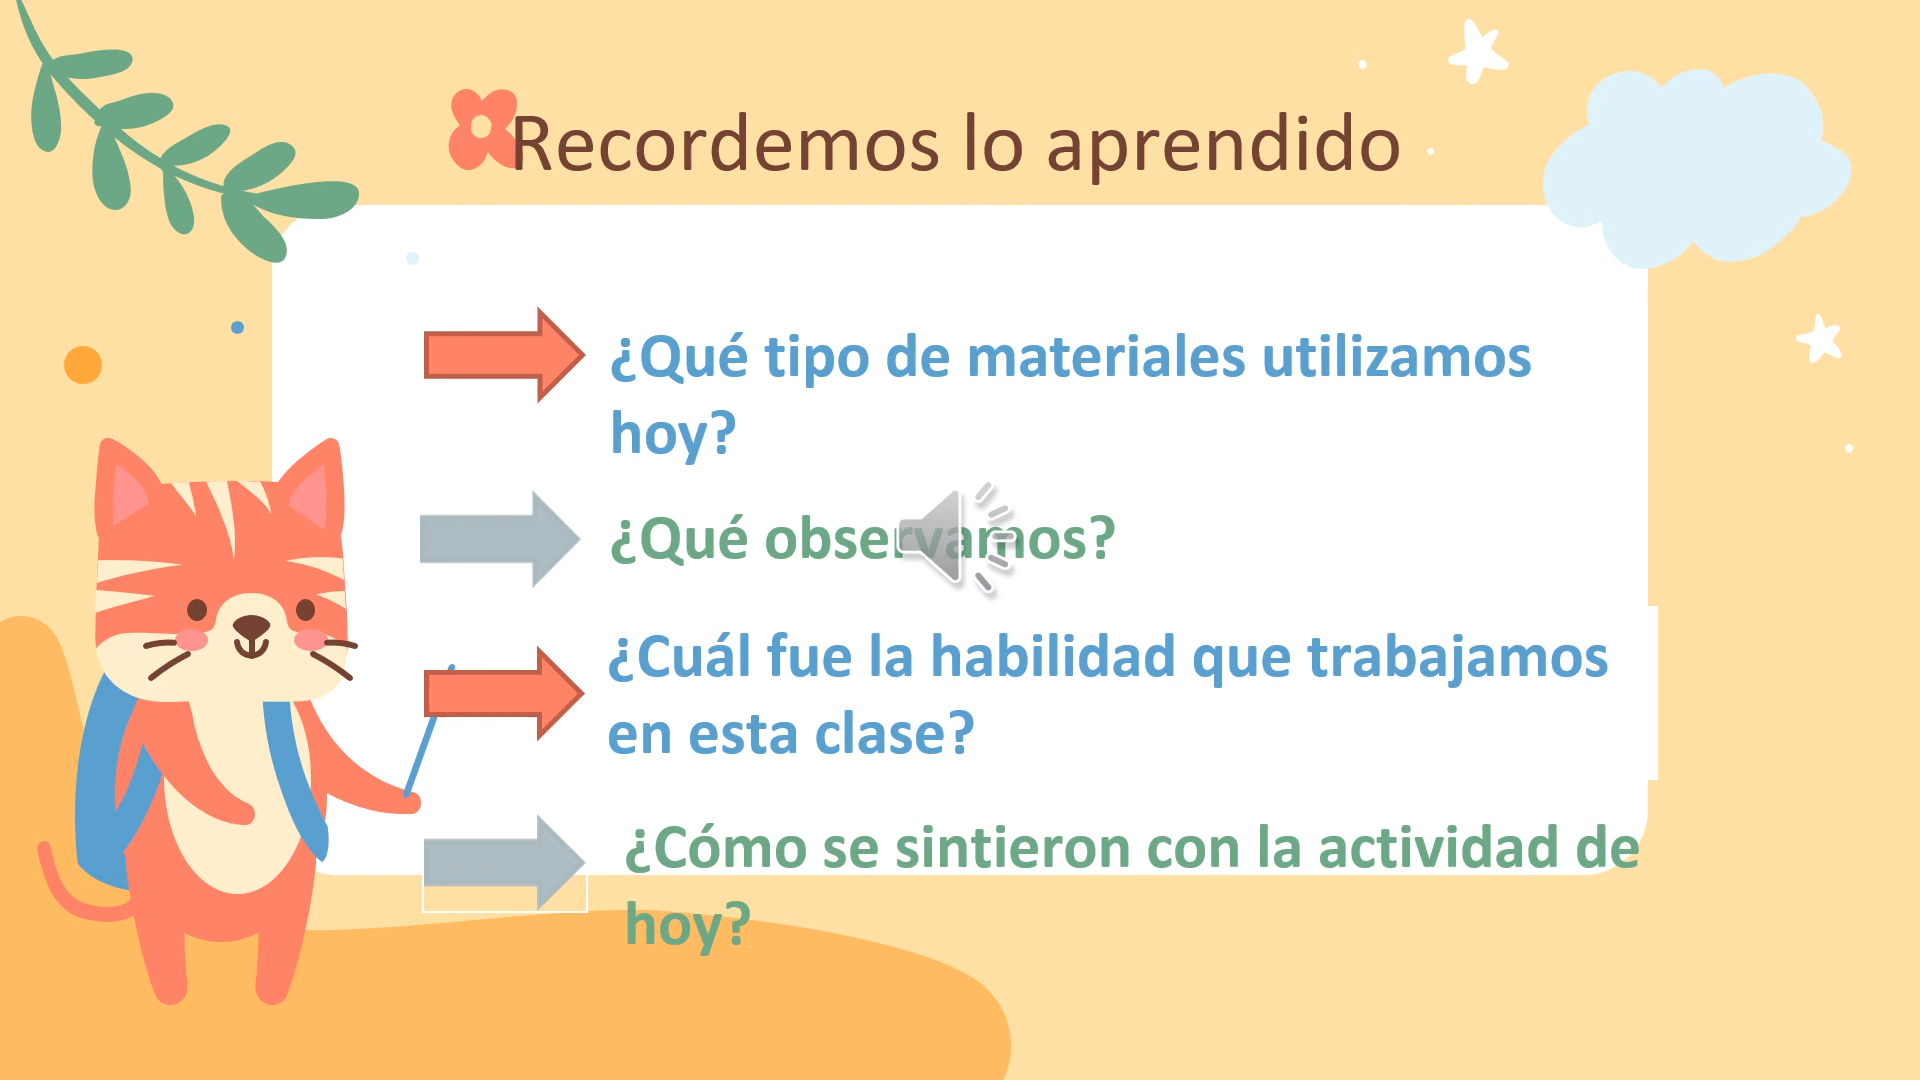 Recordemos lo aprendido
¿Qué tipo de materiales utilizamos
hoy?
¿Qué observamos?
¿Cuál fue la habilidad que trabajamos
en esta clase?
¿Cómo se sintieron con la actividad de
hoy?